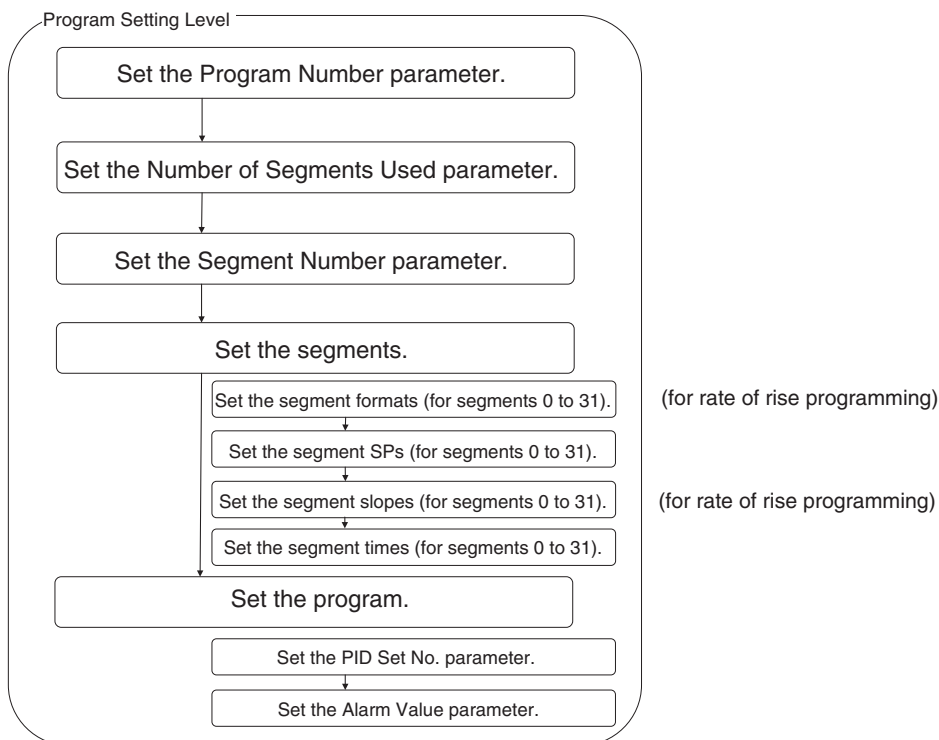 Program Setting Level
Set the Program Number parameter.
Set the Number of Segments Used parameter.
Set the Segment Number parameter.
Set the segments.
Set the segment formats (for segments 0 to 31). (for rate of rise programming)
Set the segment SPs (for segments 0 to 31).
Set the segment slopes (for segments 0 to 31). (for rate of rise programming)
Set the segment times (for segments 0 to 31).
Set the program.
Set the PID Set No. parameter.
Set the Alarm Value parameter.